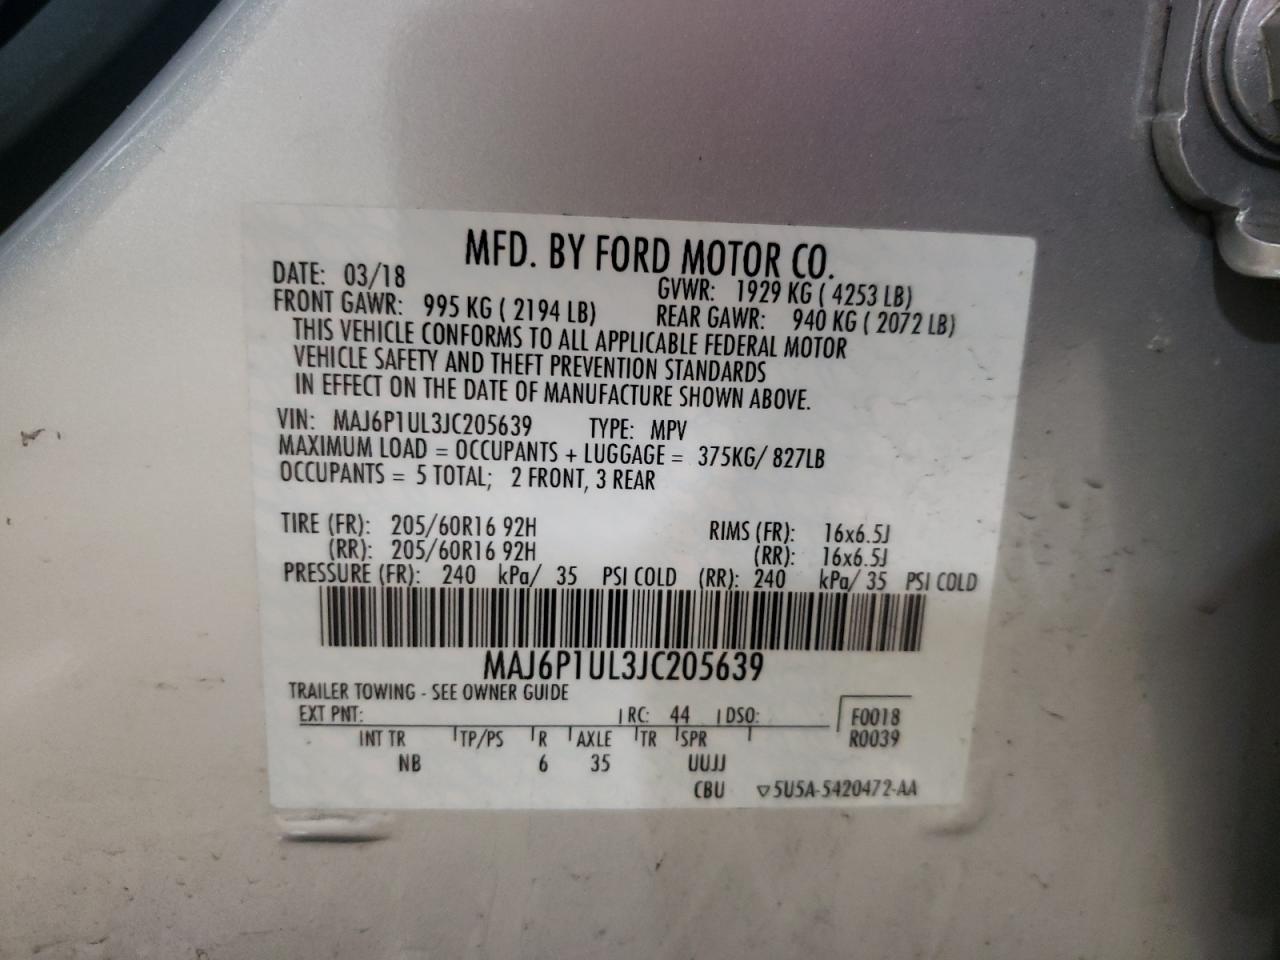 MFD. BY FORD MOTOR CO.
DATE: 03/18 GVWR: 1929 KG ( 4253 LB)
FRONT GAWR: 995 KG ( 2194 LB) REAR GAWR: 940 KG ( 2072 LB)
THIS VEHICLE CONFORMS TO ALL APPLICABLE FEDERAL MOTOR
VEHICLE SAFETY AND THEFT PREVENTION STANDARDS
IN EFFECT ON THE DATE OF MANUFACTURE SHOWN ABOVE.
VIN: MAJ6P1UL3JC205639 TYPE: MPV
MAXIMUM LOAD = OCCUPANTS + LUGGAGE = 375KG/ 827LB
OCCUPANTS = 5 TOTAL; 2 FRONT, 3 REAR
TIRE (FR): 205/60R16 92H RIMS (FR): 16x6.5J
(RR): 205/60R16 92H (RR): 16x6.5J
PRESSURE (FR): 240 kPa/ 35 PSI COLD (RR): 240 kPa/ 35 PSI COLD
MAJ6P1UL3JC205639
TRAILER TOWING - SEE OWNER GUIDE
EXT PNT: RC: 44 DSO: F0018
INT TR TP/PS R AXLE TR SPR R0039
NB 6 35 UUJJ
CBU ▽5U5A-5420472-AA